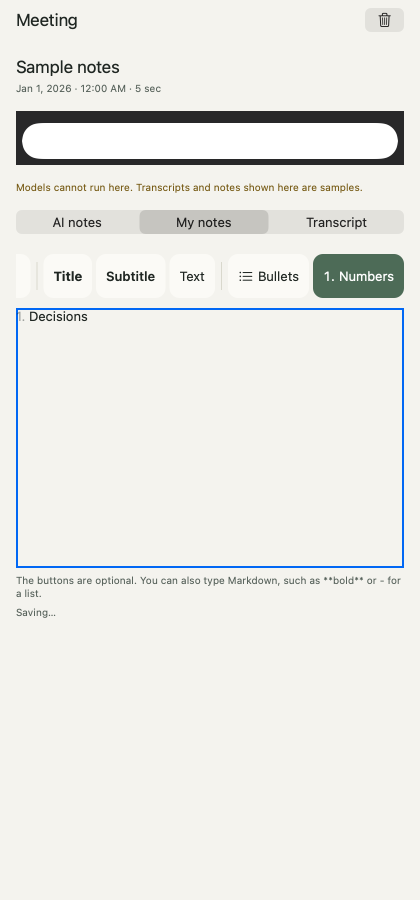 Meeting
Sample notes
Jan 1, 2026 · 12:00 AM · 5 sec
Models cannot run here. Transcripts and notes shown here are samples.
AI notes My notes Transcript
Title Subtitle Text Bullets 1. Numbers
1. Decisions
The buttons are optional. You can also type Markdown, such as **bold** or - for
a list.
Saving…